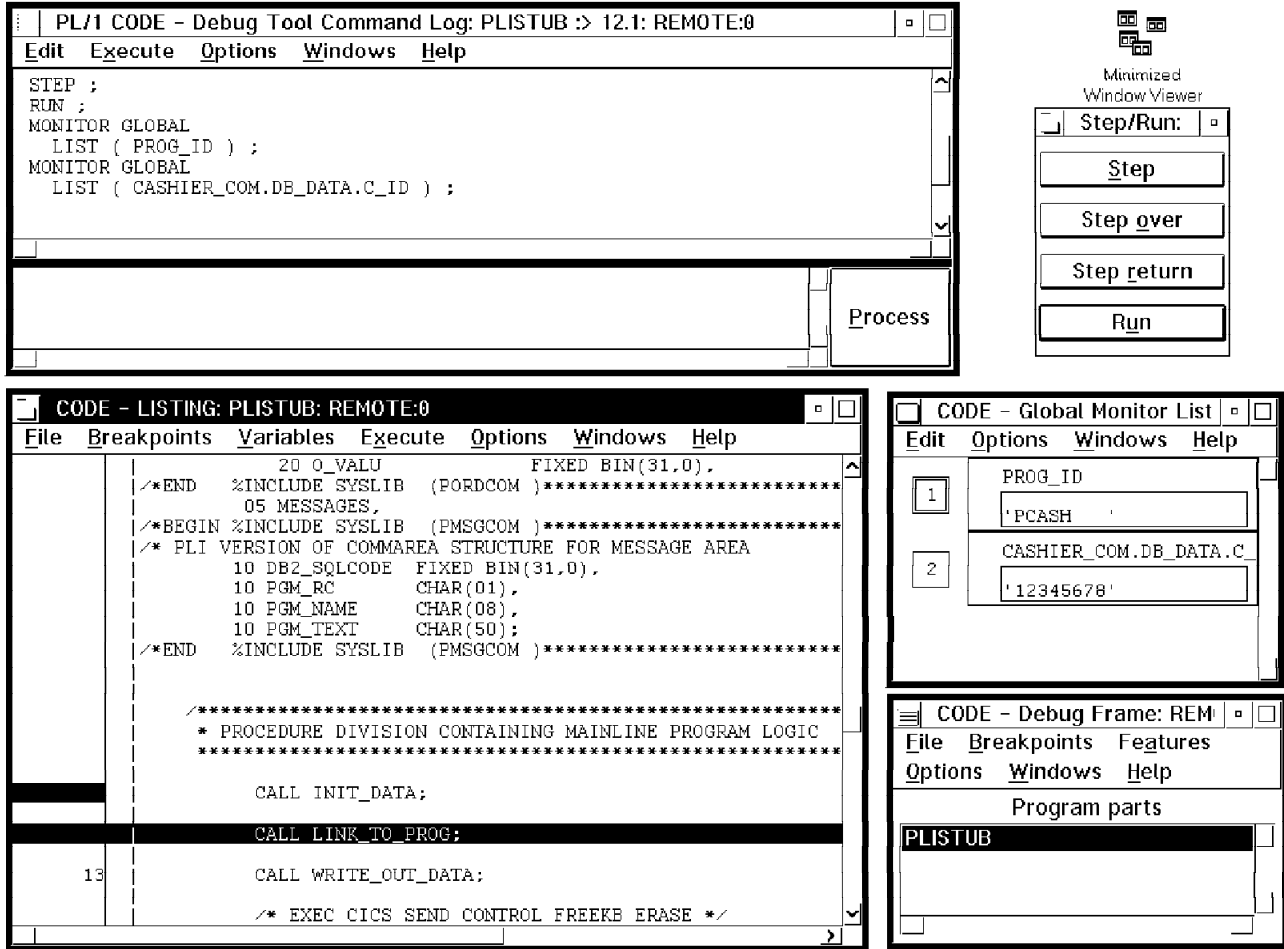 PL/1 CODE - Debug Tool Command Log: PLISTUB :> 12.1: REMOTE:0
Edit Execute Options Windows Help
STEP ;
RUN ;
MONITOR GLOBAL
LIST ( PROG_ID ) ;
MONITOR GLOBAL
LIST ( CASHIER_COM.DB_DATA.C_ID ) ;
Process
Minimized
Window Viewer
Step/Run:
Step
Step over
Step return
Run
CODE - LISTING: PLISTUB: REMOTE:0
File Breakpoints Variables Execute Options Windows Help
20 O_VALU FIXED BIN(31,0),
/*END %INCLUDE SYSLIB (PORDCOM )**************************
05 MESSAGES,
/*BEGIN %INCLUDE SYSLIB (PMSGCOM )**************************
/* PLI VERSION OF COMMAREA STRUCTURE FOR MESSAGE AREA
10 DB2_SQLCODE FIXED BIN(31,0),
10 PGM_RC CHAR(01),
10 PGM_NAME CHAR(08),
10 PGM_TEXT CHAR(50);
/*END %INCLUDE SYSLIB (PMSGCOM )**************************
/********************************************************
* PROCEDURE DIVISION CONTAINING MAINLINE PROGRAM LOGIC
********************************************************
CALL INIT_DATA;
CALL LINK_TO_PROG;
13 CALL WRITE_OUT_DATA;
/* EXEC CICS SEND CONTROL FREEKB ERASE */
CODE - Global Monitor List
Edit Options Windows Help
1 PROG_ID
'PCASH   '
2 CASHIER_COM.DB_DATA.C_
'12345678'
CODE - Debug Frame: REM
File Breakpoints Features
Options Windows Help
Program parts
PLISTUB